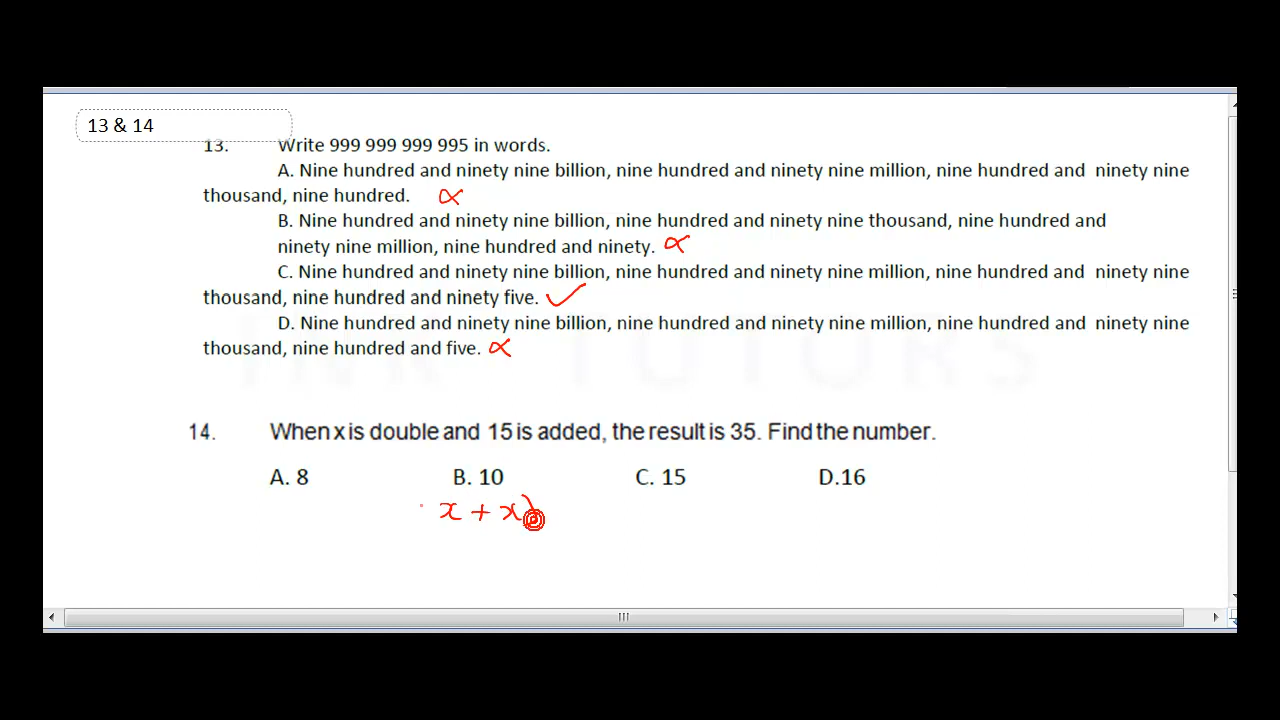 13 & 14
13. Write 999 999 999 995 in words.
A. Nine hundred and ninety nine billion, nine hundred and ninety nine million, nine hundred and ninety nine
thousand, nine hundred.
B. Nine hundred and ninety nine billion, nine hundred and ninety nine thousand, nine hundred and
ninety nine million, nine hundred and ninety.
C. Nine hundred and ninety nine billion, nine hundred and ninety nine million, nine hundred and ninety nine
thousand, nine hundred and ninety five.
D. Nine hundred and ninety nine billion, nine hundred and ninety nine million, nine hundred and ninety nine
thousand, nine hundred and five.
TUTORS
14. When x is double and 15 is added, the result is 35. Find the number.
A. 8 B. 10 C. 15 D.16
x + x)